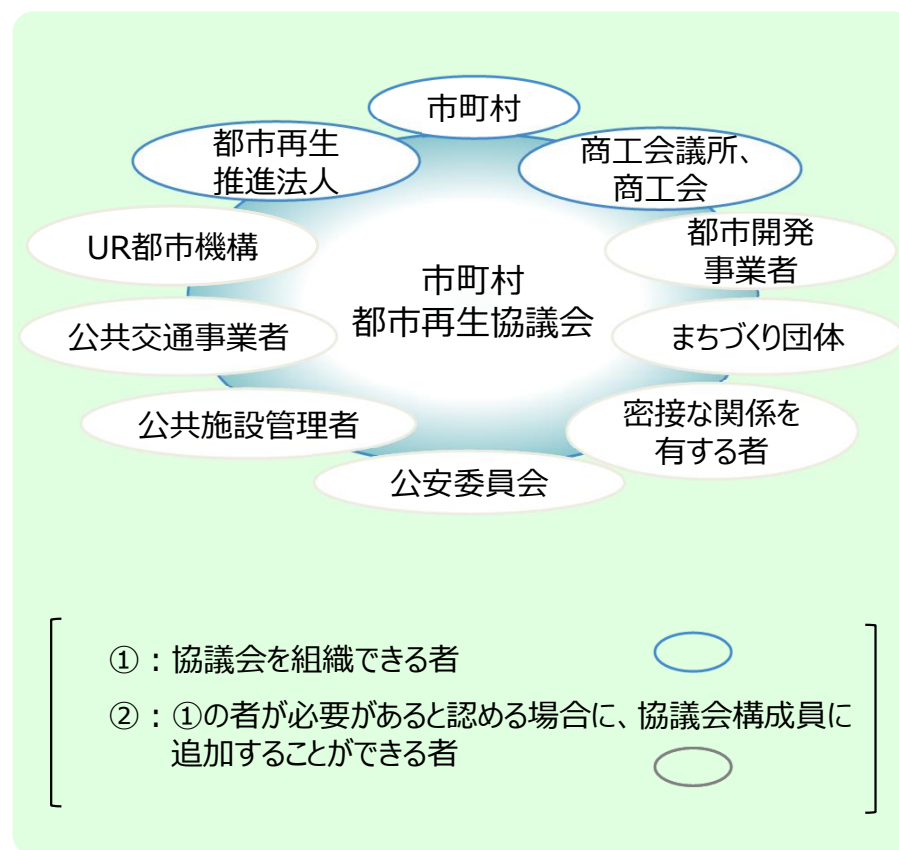 市町村
都市再生
推進法人
商工会議所、
商工会
UR都市機構
都市開発
事業者
市町村
都市再生協議会
公共交通事業者
まちづくり団体
公共施設管理者
密接な関係を
有する者
公安委員会
①：協議会を組織できる者
②：①の者が必要があると認める場合に、協議会構成員に
追加することができる者